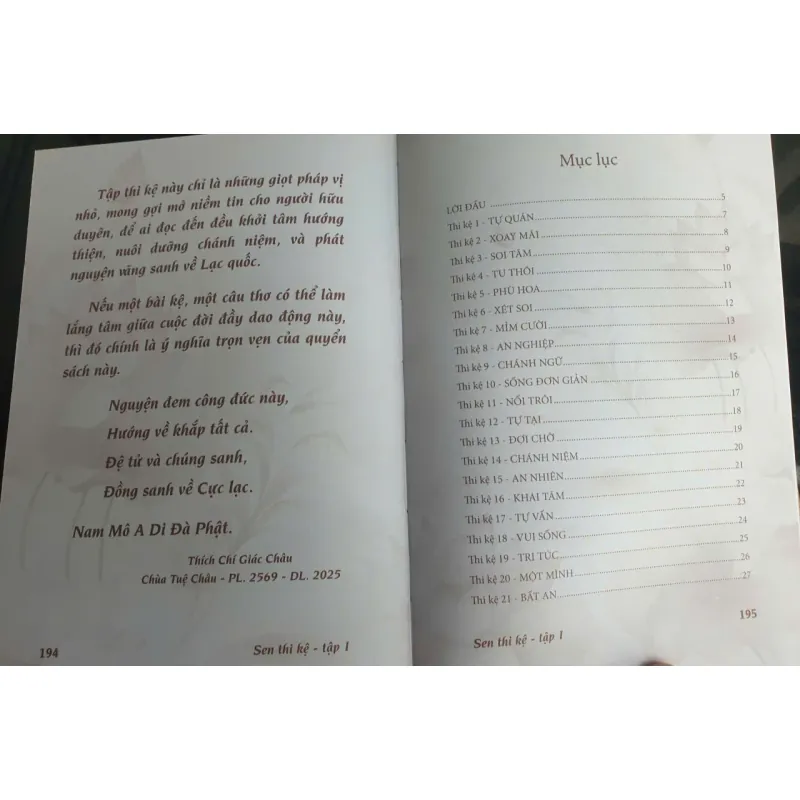 Tập thi kệ này chỉ là những giọt pháp vị
nhỏ, mong gợi mở niềm tin cho người hữu
duyên, để ai đọc đến đều khởi tâm hướng
thiện, nuôi dưỡng chánh niệm, và phát
nguyện vãng sanh về Lạc quốc.
Nếu một bài kệ, một câu thơ có thể làm
lắng tâm giữa cuộc đời đầy dao động này,
thì đó chính là ý nghĩa trọn vẹn của quyển
sách này.
Nguyện đem công đức này,
Hướng về khắp tất cả.
Đệ tử và chúng sanh,
Đồng sanh về Cực lạc.
Nam Mô A Di Đà Phật.
Thích Chí Giác Châu
Chùa Tuệ Châu - PL. 2569 - DL. 2025
194
Sen thi kệ - tập 1
Mục lục
LỜI ĐẦU ..... 5
Thi kệ 1 - TỰ QUÁN ..... 7
Thi kệ 2 - XOAY MÃI ..... 8
Thi kệ 3 - SOI TÂM ..... 9
Thi kệ 4 - TU THÔI ..... 10
Thi kệ 5 - PHÙ HOA ..... 11
Thi kệ 6 - XÉT SOI ..... 12
Thi kệ 7 - MỈM CƯỜI ..... 13
Thi kệ 8 - AN NGHIỆP ..... 14
Thi kệ 9 - CHÁNH NGỮ ..... 15
Thi kệ 10 - SỐNG ĐƠN GIẢN ..... 16
Thi kệ 11 - NỔI TRÔI ..... 17
Thi kệ 12 - TỰ TẠI ..... 18
Thi kệ 13 - ĐỢI CHỜ ..... 19
Thi kệ 14 - CHÁNH NIỆM ..... 20
Thi kệ 15 - AN NHIÊN ..... 21
Thi kệ 16 - KHAI TÂM ..... 22
Thi kệ 17 - TỰ VẤN ..... 23
Thi kệ 18 - VUI SỐNG ..... 24
Thi kệ 19 - TRI TÚC ..... 25
Thi kệ 20 - MỘT MÌNH ..... 26
Thi kệ 21 - BẤT AN ..... 27
195
Sen thi kệ - tập 1